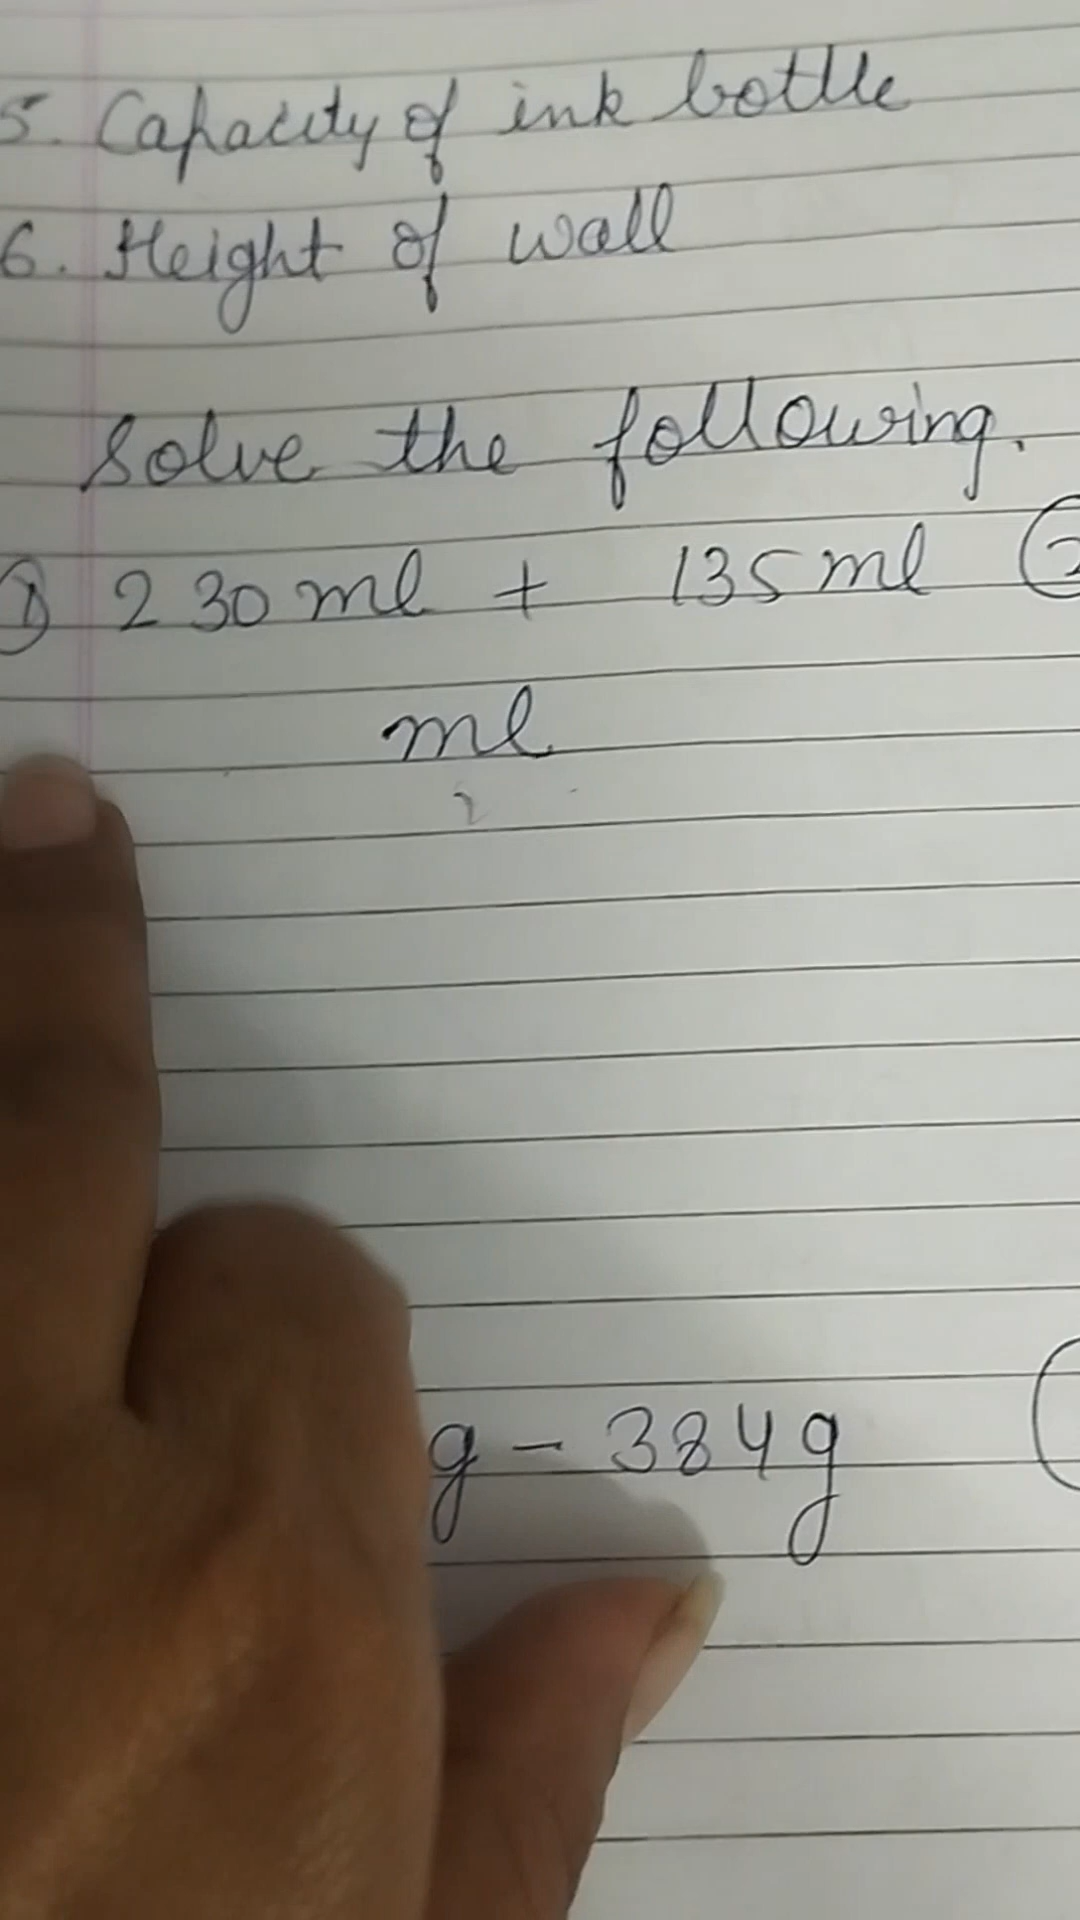 5. Capacity of ink bottle
6. Height of wall
Solve the following.
① 230 ml + 135 ml ②
ml
g - 384 g